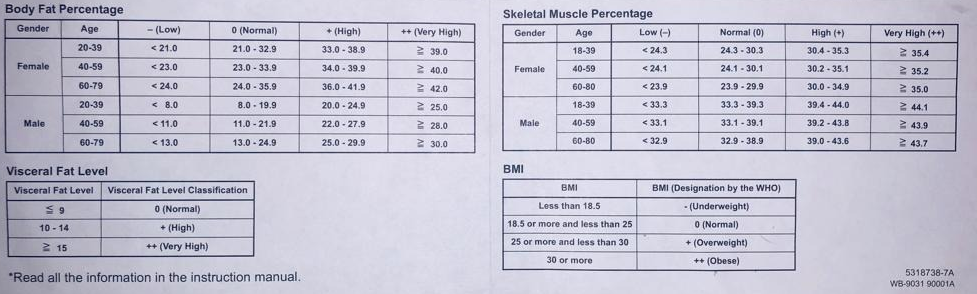 Body Fat Percentage
Gender Age – (Low) 0 (Normal) + (High) ++ (Very High)
Female 20-39 < 21.0 21.0 - 32.9 33.0 - 38.9 ≧ 39.0
40-59 < 23.0 23.0 - 33.9 34.0 - 39.9 ≧ 40.0
60-79 < 24.0 24.0 - 35.9 36.0 - 41.9 ≧ 42.0
Male 20-39 < 8.0 8.0 - 19.9 20.0 - 24.9 ≧ 25.0
40-59 < 11.0 11.0 - 21.9 22.0 - 27.9 ≧ 28.0
60-79 < 13.0 13.0 - 24.9 25.0 - 29.9 ≧ 30.0
Visceral Fat Level
Visceral Fat Level Visceral Fat Level Classification
≦ 9 0 (Normal)
10 - 14 + (High)
≧ 15 ++ (Very High)
*Read all the information in the instruction manual.
Skeletal Muscle Percentage
Gender Age Low (–) Normal (0) High (+) Very High (++)
Female 18-39 < 24.3 24.3 - 30.3 30.4 - 35.3 ≧ 35.4
40-59 < 24.1 24.1 - 30.1 30.2 - 35.1 ≧ 35.2
60-80 < 23.9 23.9 - 29.9 30.0 - 34.9 ≧ 35.0
Male 18-39 < 33.3 33.3 - 39.3 39.4 - 44.0 ≧ 44.1
40-59 < 33.1 33.1 - 39.1 39.2 - 43.8 ≧ 43.9
60-80 < 32.9 32.9 - 38.9 39.0 - 43.6 ≧ 43.7
BMI
BMI BMI (Designation by the WHO)
Less than 18.5 - (Underweight)
18.5 or more and less than 25 0 (Normal)
25 or more and less than 30 + (Overweight)
30 or more ++ (Obese)
5318738-7A
WB-9031 90001A